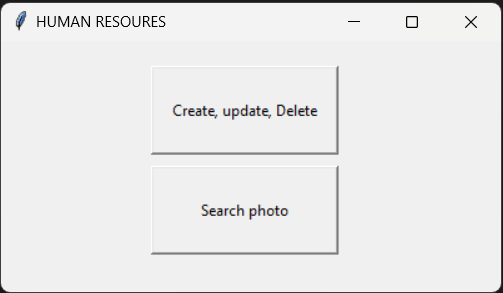 HUMAN RESOURES
Create, update, Delete
Search photo